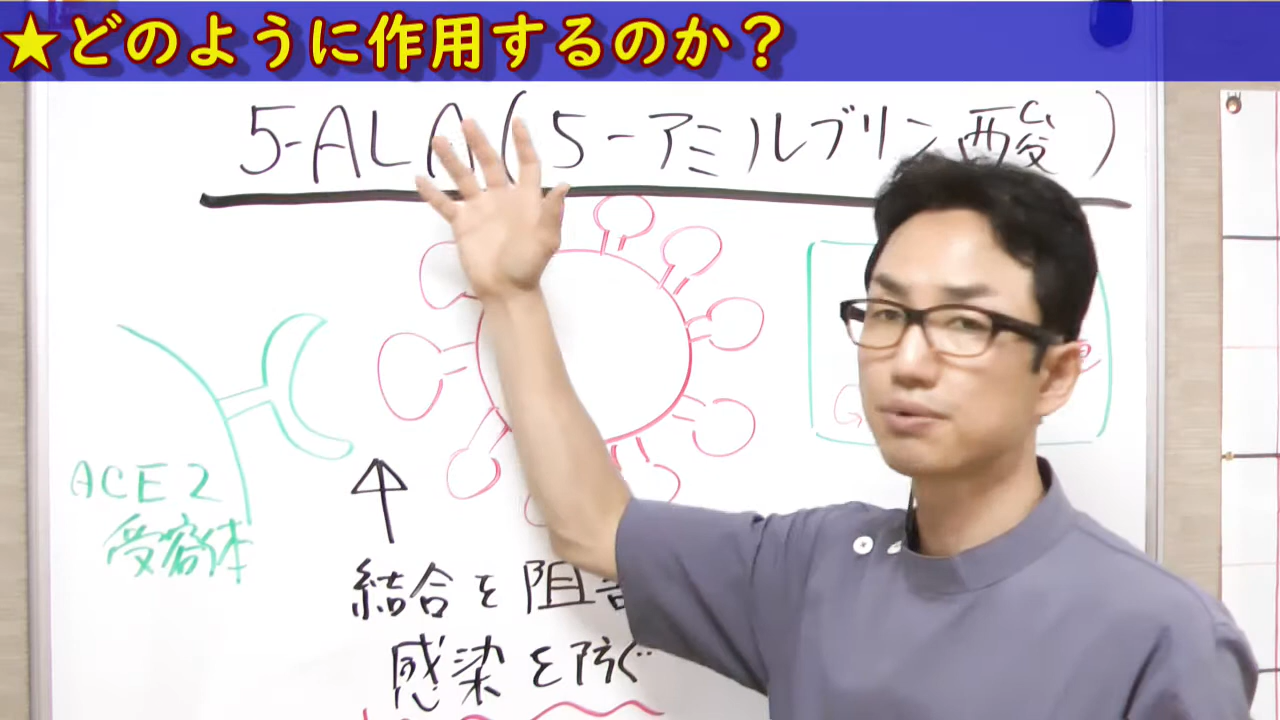 ★どのように作用するのか？
5-ALA(5-アミルブリン酸)
ACE2
受容体
結合を阻害
感染を防ぐ